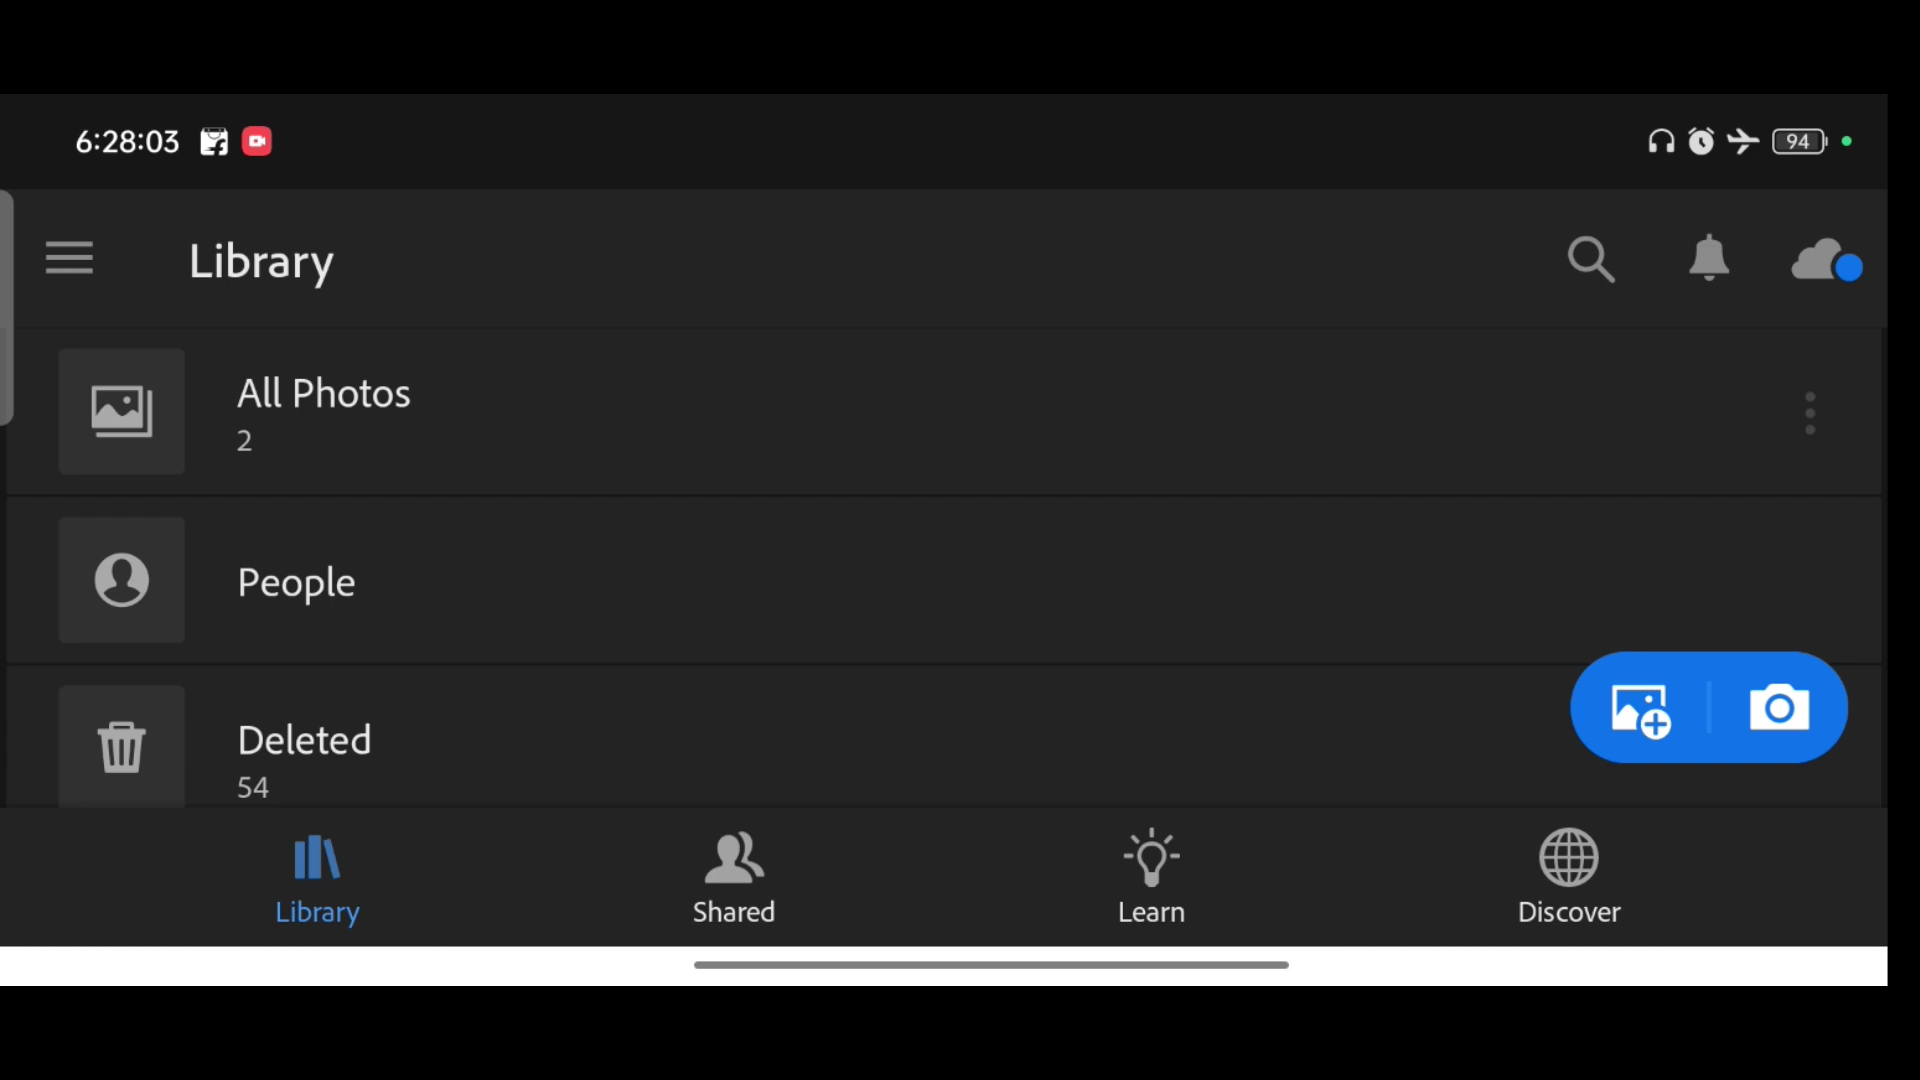 6:28:03
94
Library
All Photos
2
People
Deleted
54
Library
Shared
Learn
Discover